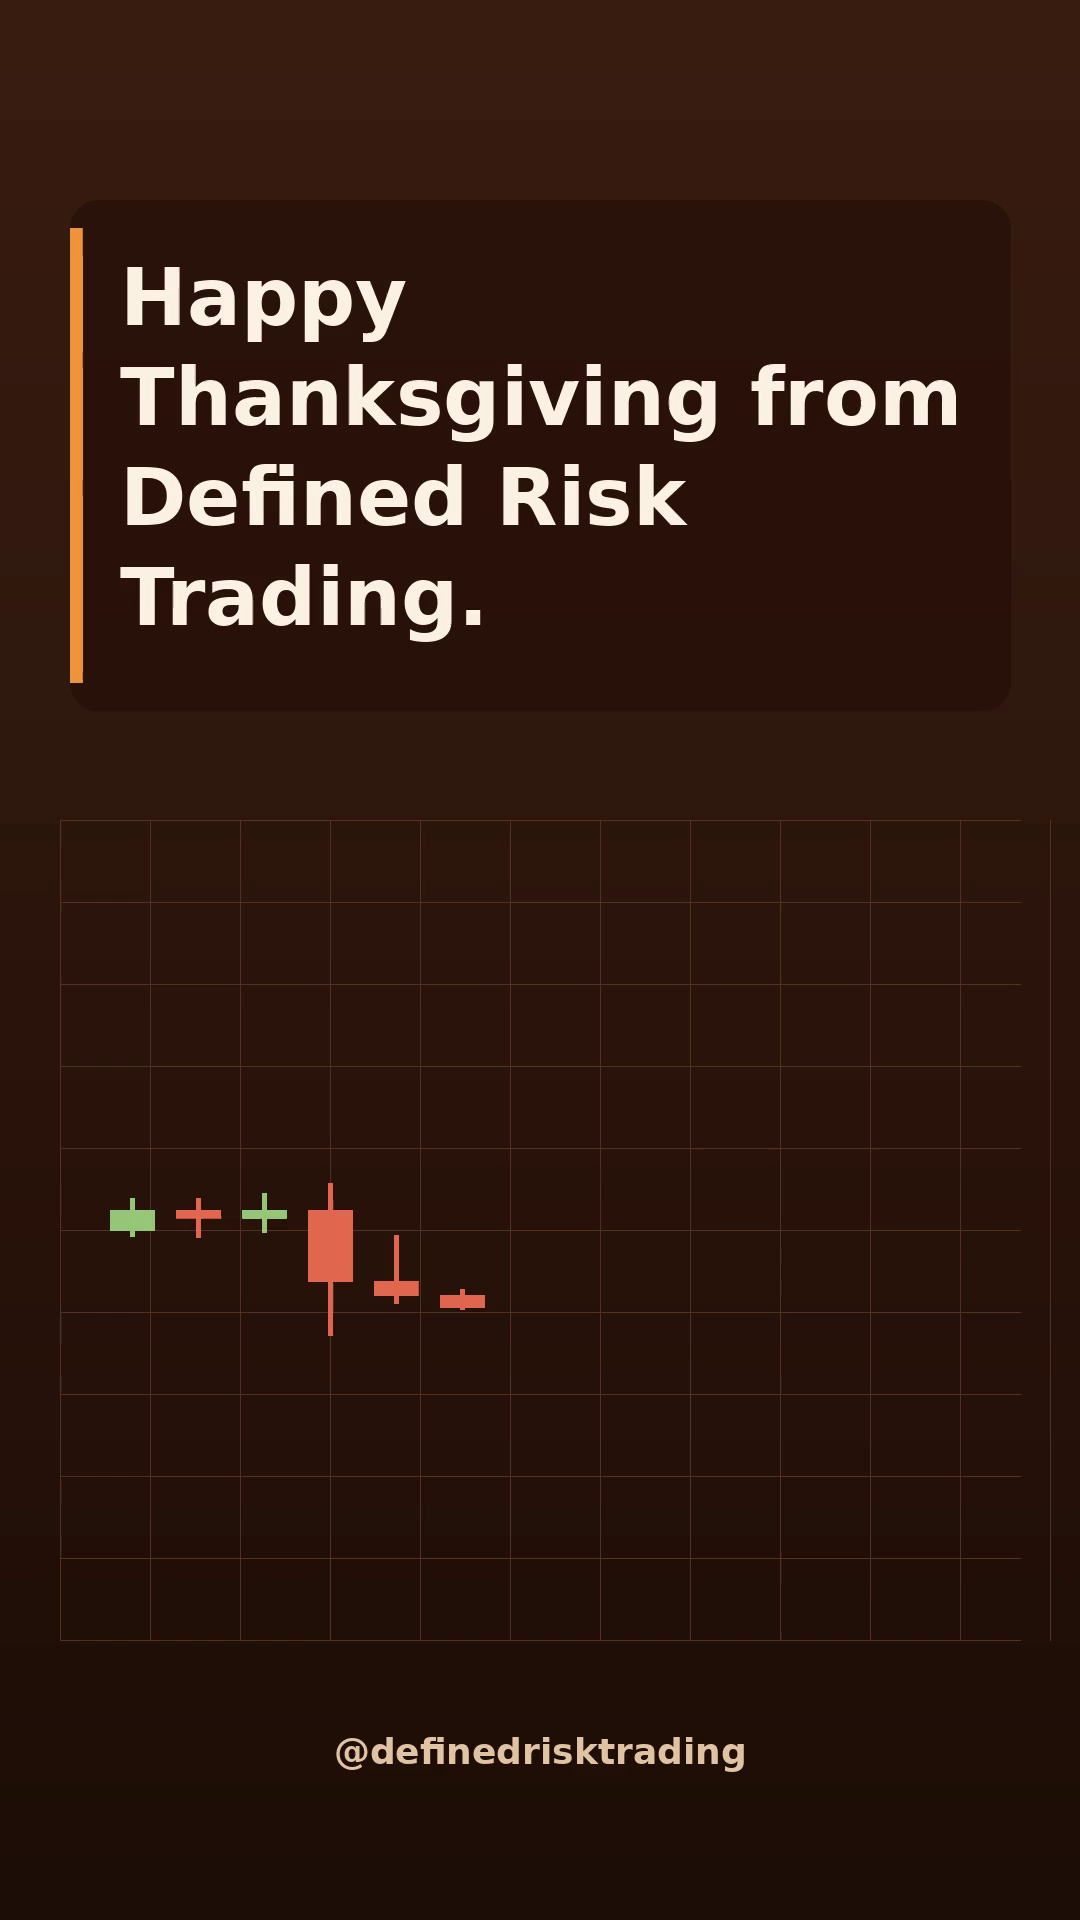 Happy
Thanksgiving from
Defined Risk
Trading.
@definedrisktrading